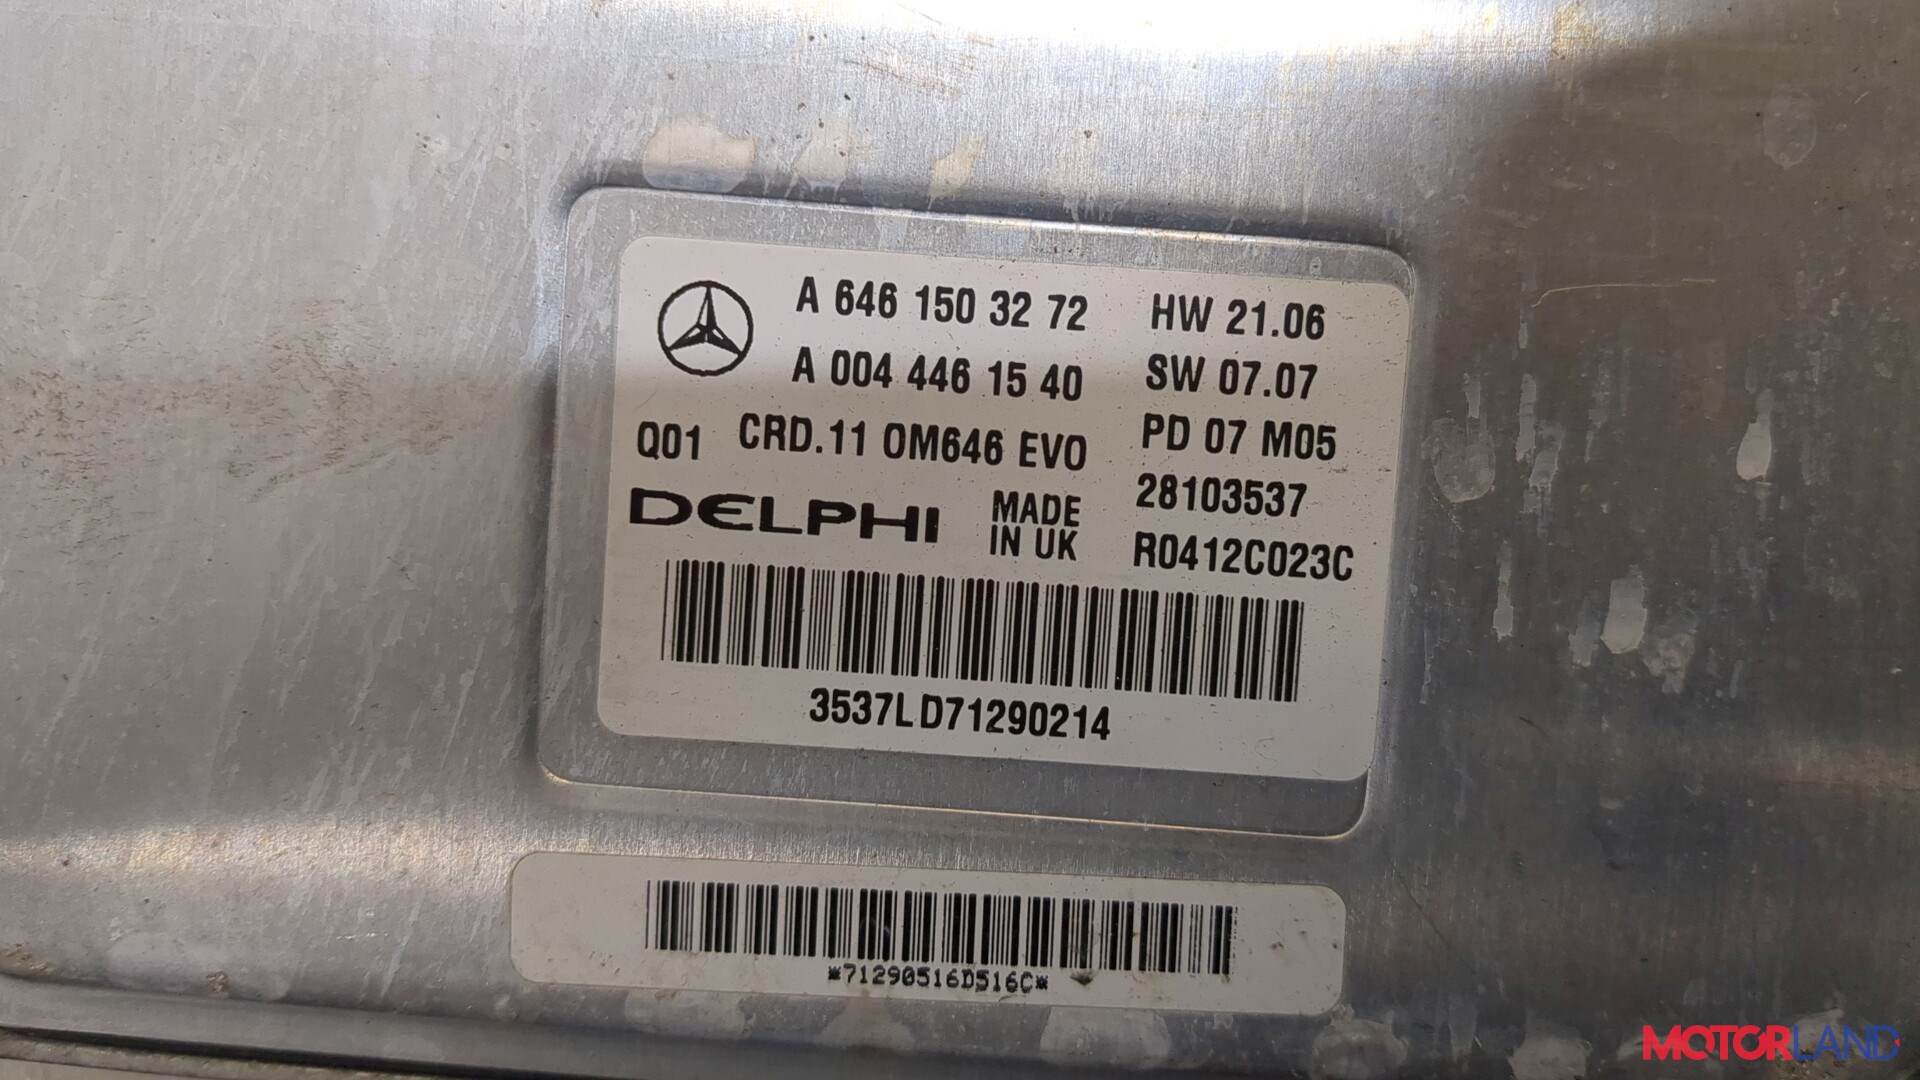 A 646 150 32 72 HW 21.06
A 004 446 15 40 SW 07.07
Q01 CRD.11 OM646 EVO PD 07 M05
28103537
DELPHI MADE IN UK R0412C023C
3537LD71290214
*71290516D516C*
MOTORLAND